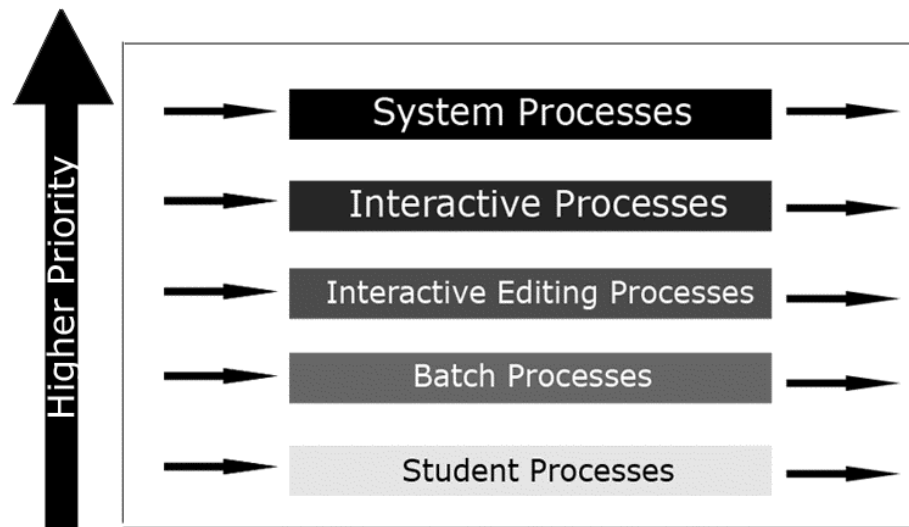 Higher Priority
System Processes
Interactive Processes
Interactive Editing Processes
Batch Processes
Student Processes